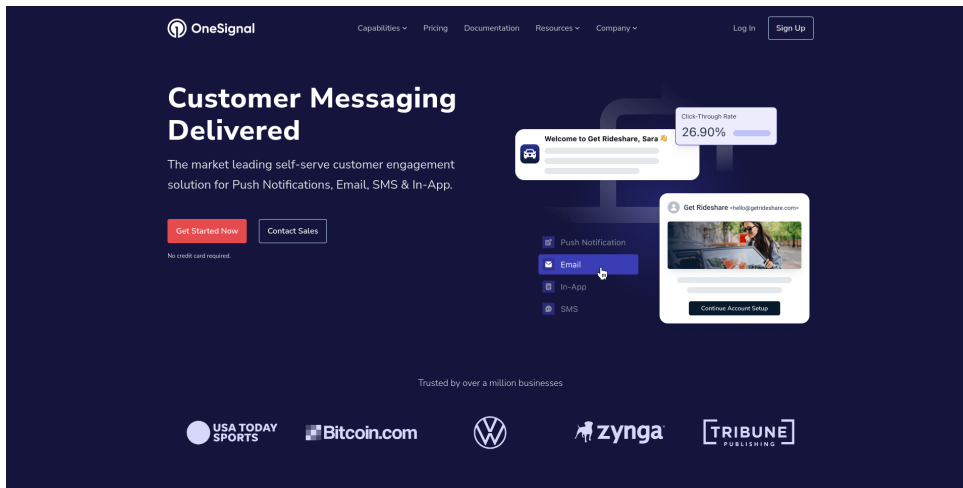 OneSignal
Capabilities
Pricing
Documentation
Resources
Company
Log In
Sign Up
Customer Messaging
Delivered
The market leading self-serve customer engagement
solution for Push Notifications, Email, SMS & In-App.
Get Started Now
Contact Sales
No credit card required.
Click-Through Rate
26.90%
Welcome to Get Rideshare, Sara 👋
Get Rideshare <hello@getrideshare.com>
Push Notification
Email
In-App
SMS
Continue Account Setup
Trusted by over a million businesses
USA TODAY
SPORTS
Bitcoin.com
VW
zynga
TRIBUNE
PUBLISHING